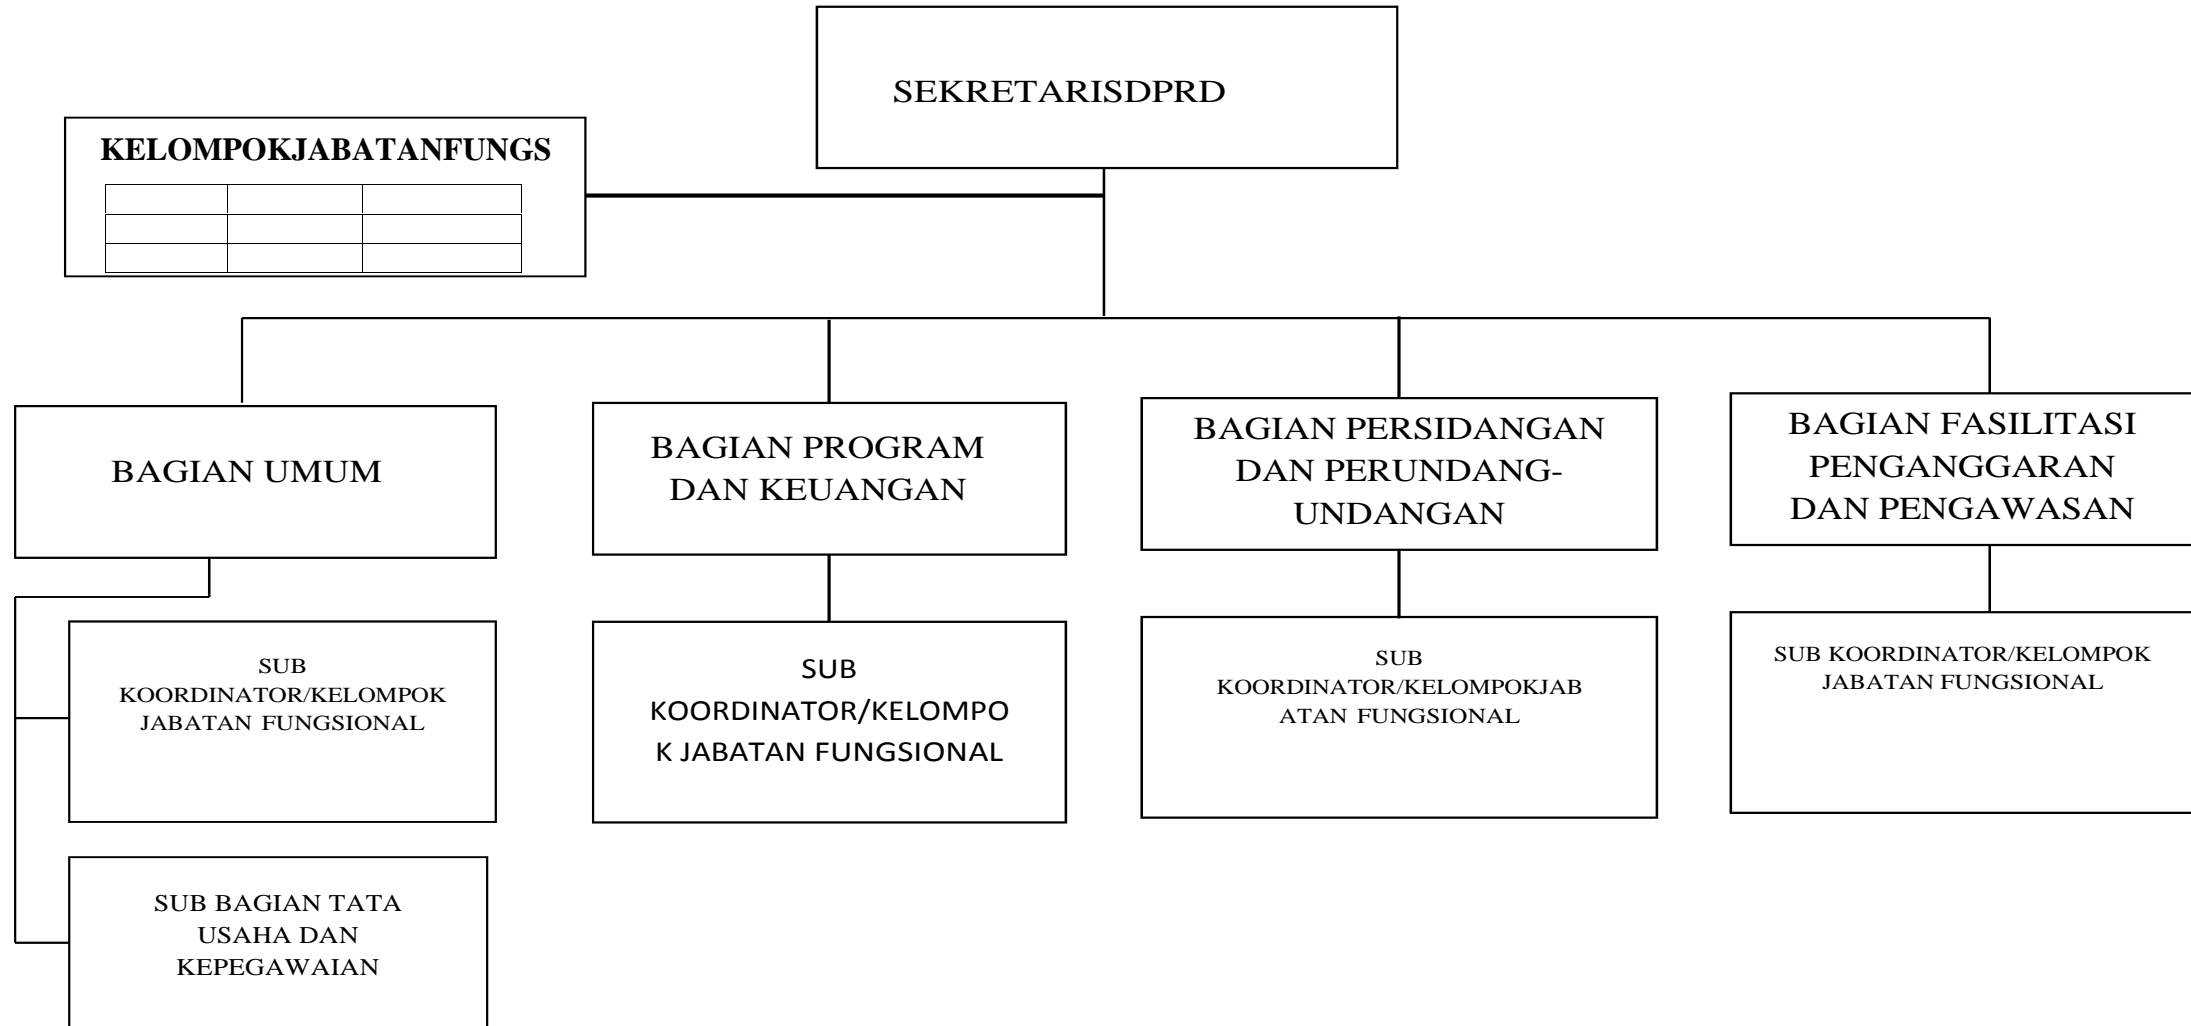 SEKRETARISDPRD
KELOMPOKJABATANFUNGS
BAGIAN UMUM
BAGIAN PROGRAM
DAN KEUANGAN
BAGIAN PERSIDANGAN
DAN PERUNDANG-
UNDANGAN
BAGIAN FASILITASI
PENGANGGARAN
DAN PENGAWASAN
SUB
KOORDINATOR/KELOMPOK
JABATAN FUNGSIONAL
SUB
KOORDINATOR/KELOMPO
K JABATAN FUNGSIONAL
SUB
KOORDINATOR/KELOMPOKJAB
ATAN FUNGSIONAL
SUB KOORDINATOR/KELOMPOK
JABATAN FUNGSIONAL
SUB BAGIAN TATA
USAHA DAN
KEPEGAWAIAN